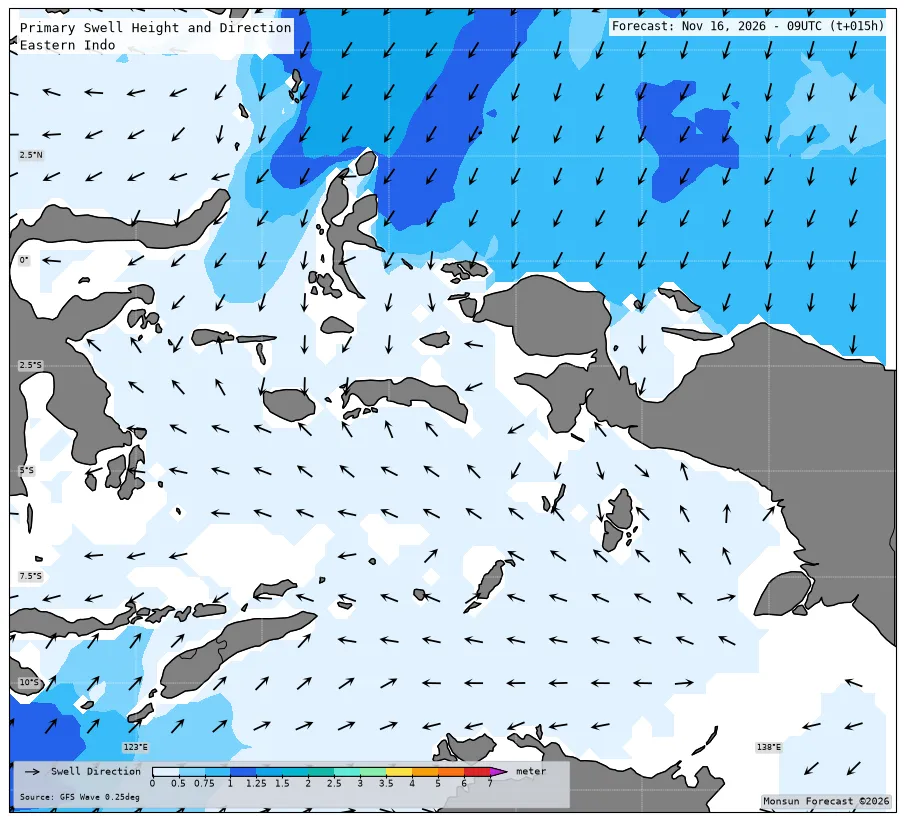 Primary Swell Height and Direction
Eastern Indo
Forecast: Nov 16, 2026 - 09UTC (t+015h)
2.5°N
0°
2.5°S
5°S
7.5°S
10°S
123°E
138°E
Swell Direction
meter
0 0.5 0.75 1 1.25 1.5 2 2.5 3 3.5 4 5 6 7
Source: GFS Wave 0.25deg
Monsun Forecast ©2026